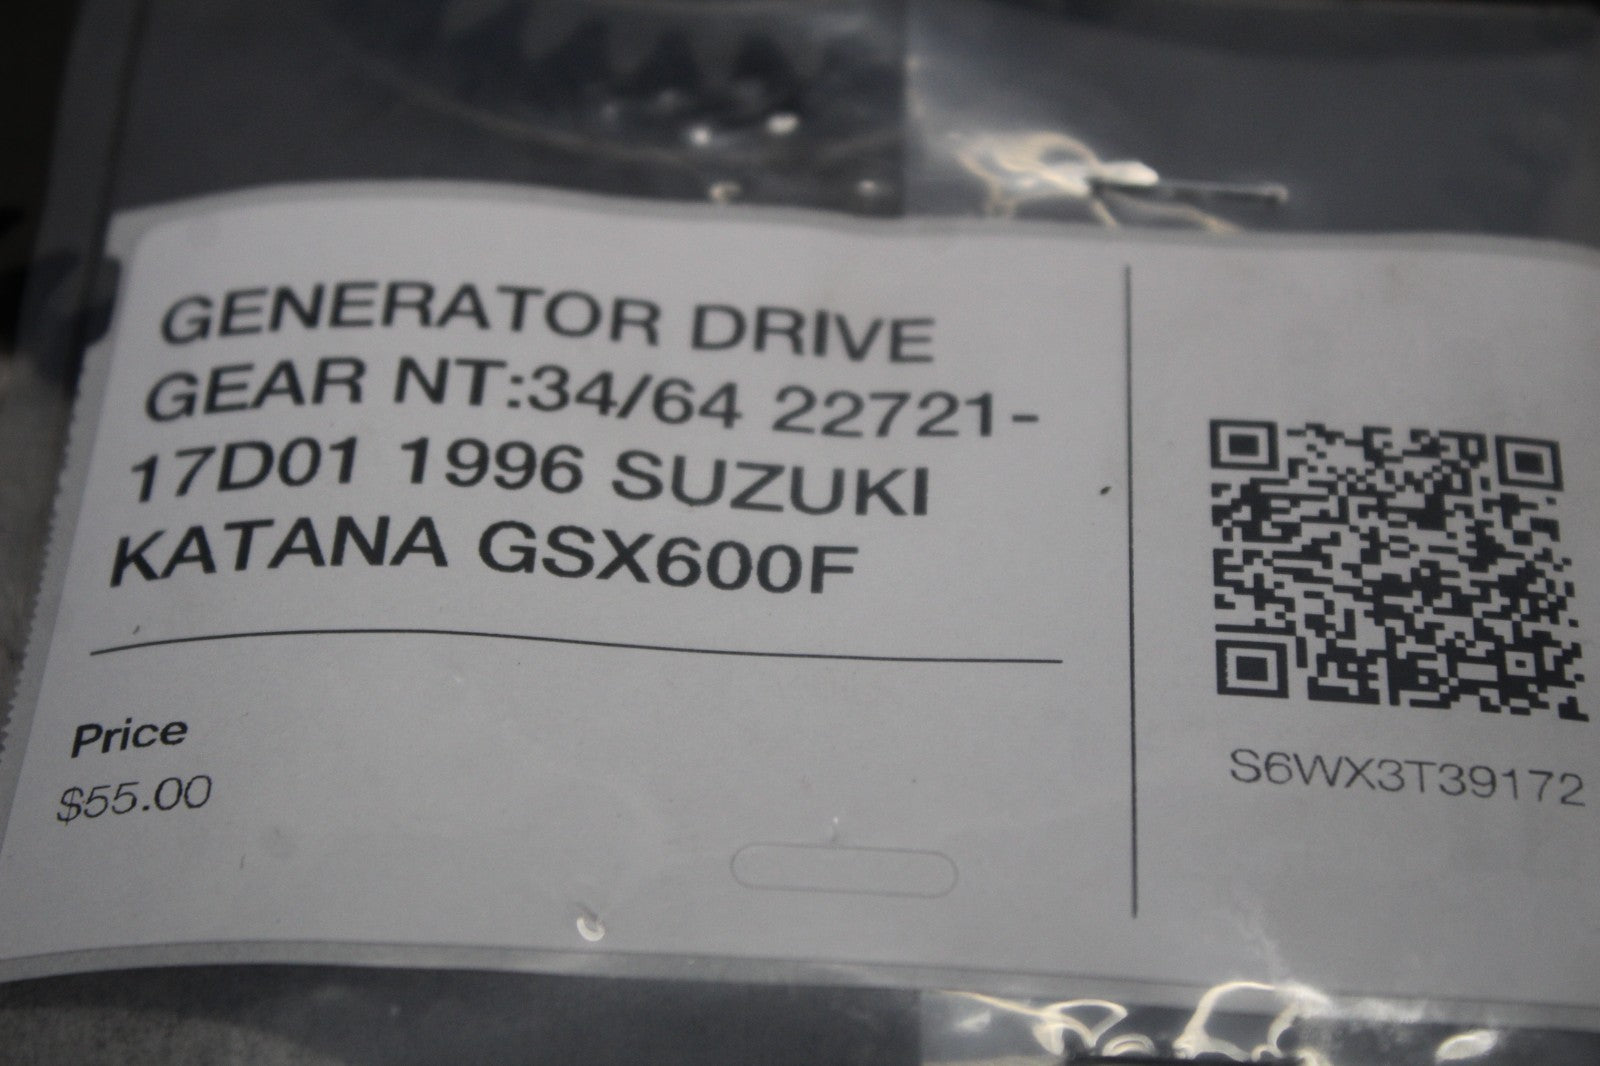 GENERATOR DRIVE
GEAR NT:34/64 22721-
17D01 1996 SUZUKI
KATANA GSX600F
Price
$55.00
S6WX3T39172